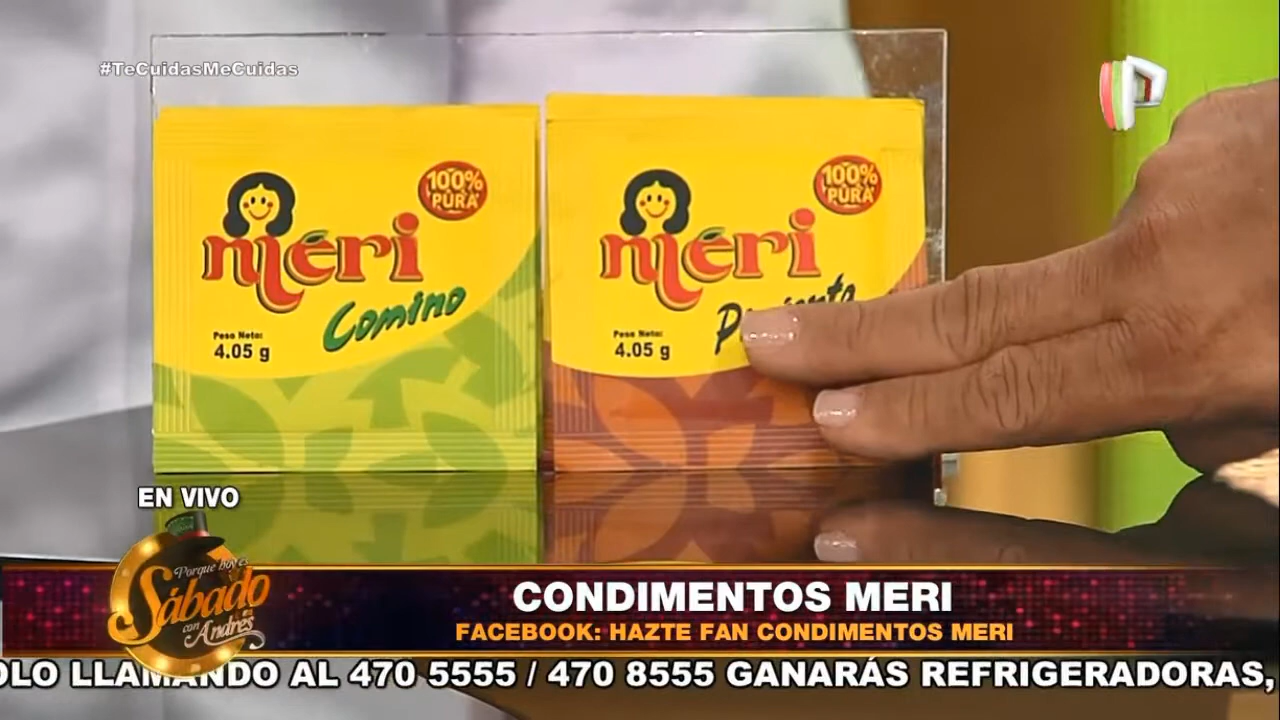 #TeCuidasMeCuidas
100%
PURA
meri
Comino
Peso Neto:
4.05 g
100%
PURA
meri
Peso Neto:
4.05 g
EN VIVO
Porque hoy es
Sábado
con
Andrés
CONDIMENTOS MERI
FACEBOOK: HAZTE FAN CONDIMENTOS MERI
OLO LLAMANDO AL 470 5555 / 470 8555 GANARÁS REFRIGERADORAS,